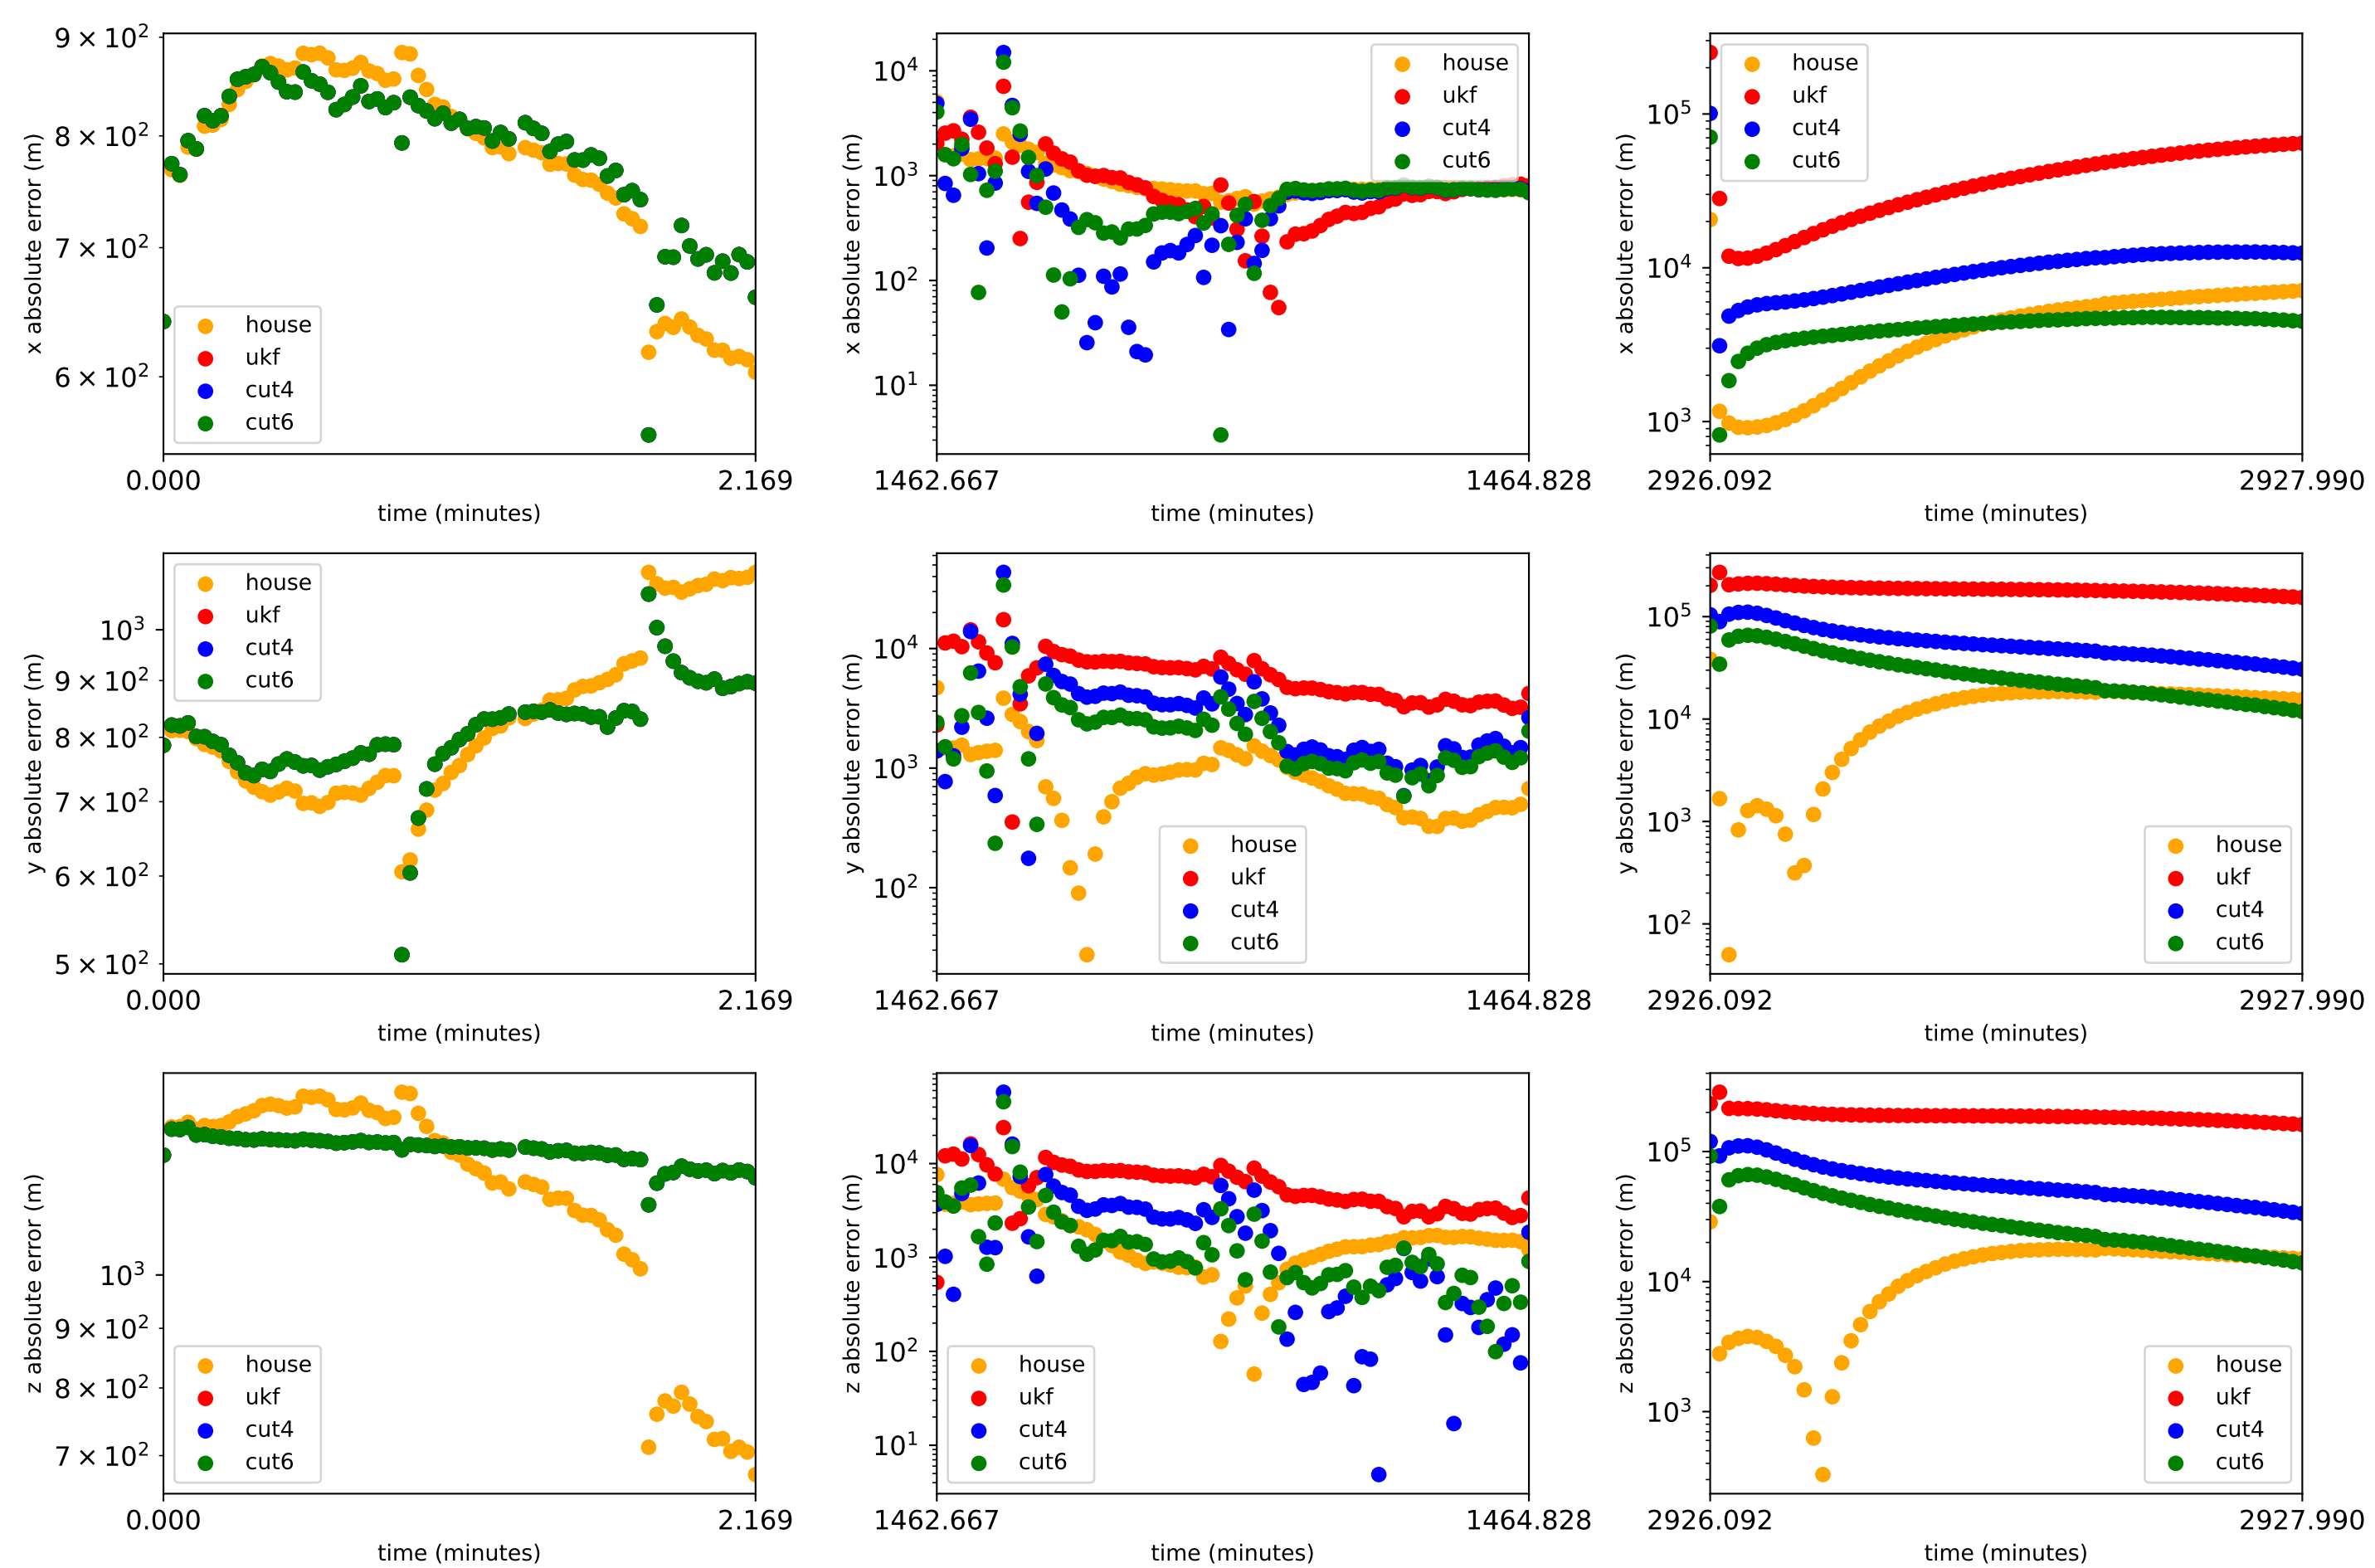 9 × 10²
8 × 10²
7 × 10²
6 × 10²
x absolute error (m)
house
ukf
cut4
cut6
0.000
2.169
time (minutes)
10⁴
10³
10²
10¹
x absolute error (m)
house
ukf
cut4
cut6
1462.667
1464.828
time (minutes)
10⁵
10⁴
10³
x absolute error (m)
house
ukf
cut4
cut6
2926.092
2927.990
time (minutes)
10³
9 × 10²
8 × 10²
7 × 10²
6 × 10²
5 × 10²
y absolute error (m)
house
ukf
cut4
cut6
0.000
2.169
time (minutes)
10⁴
10³
10²
y absolute error (m)
house
ukf
cut4
cut6
1462.667
1464.828
time (minutes)
10⁵
10⁴
10³
10²
y absolute error (m)
house
ukf
cut4
cut6
2926.092
2927.990
time (minutes)
10³
9 × 10²
8 × 10²
7 × 10²
z absolute error (m)
house
ukf
cut4
cut6
0.000
2.169
time (minutes)
10⁴
10³
10²
10¹
z absolute error (m)
house
ukf
cut4
cut6
1462.667
1464.828
time (minutes)
10⁵
10⁴
10³
z absolute error (m)
house
ukf
cut4
cut6
2926.092
2927.990
time (minutes)